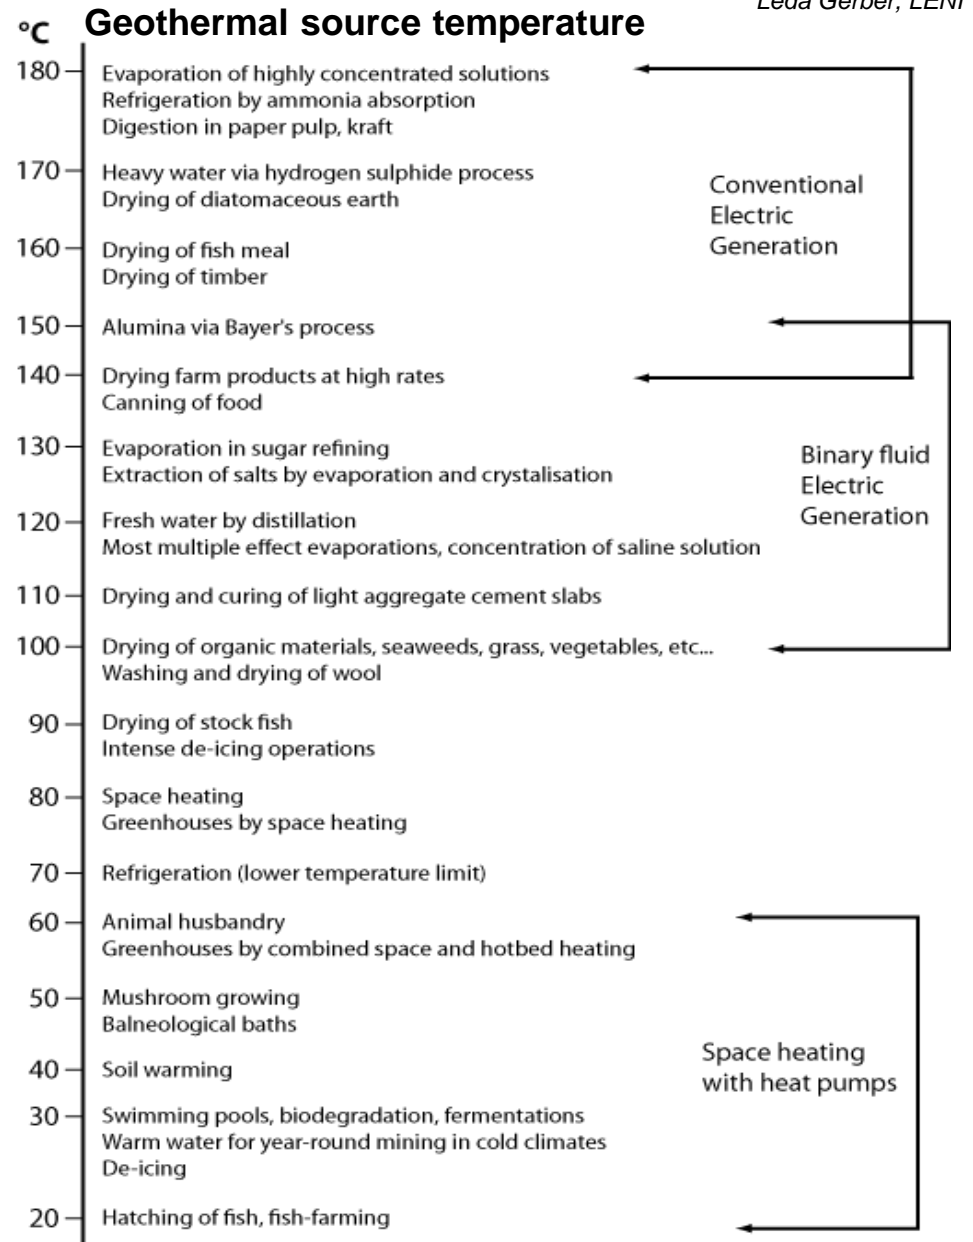 Leda Gerber, LENI
°C Geothermal source temperature
180 Evaporation of highly concentrated solutions
Refrigeration by ammonia absorption
Digestion in paper pulp, kraft
170 Heavy water via hydrogen sulphide process
Drying of diatomaceous earth
Conventional
Electric
Generation
160 Drying of fish meal
Drying of timber
150 Alumina via Bayer's process
140 Drying farm products at high rates
Canning of food
130 Evaporation in sugar refining
Extraction of salts by evaporation and crystalisation
Binary fluid
Electric
Generation
120 Fresh water by distillation
Most multiple effect evaporations, concentration of saline solution
110 Drying and curing of light aggregate cement slabs
100 Drying of organic materials, seaweeds, grass, vegetables, etc...
Washing and drying of wool
90 Drying of stock fish
Intense de-icing operations
80 Space heating
Greenhouses by space heating
70 Refrigeration (lower temperature limit)
60 Animal husbandry
Greenhouses by combined space and hotbed heating
50 Mushroom growing
Balneological baths
40 Soil warming
Space heating
with heat pumps
30 Swimming pools, biodegradation, fermentations
Warm water for year-round mining in cold climates
De-icing
20 Hatching of fish, fish-farming